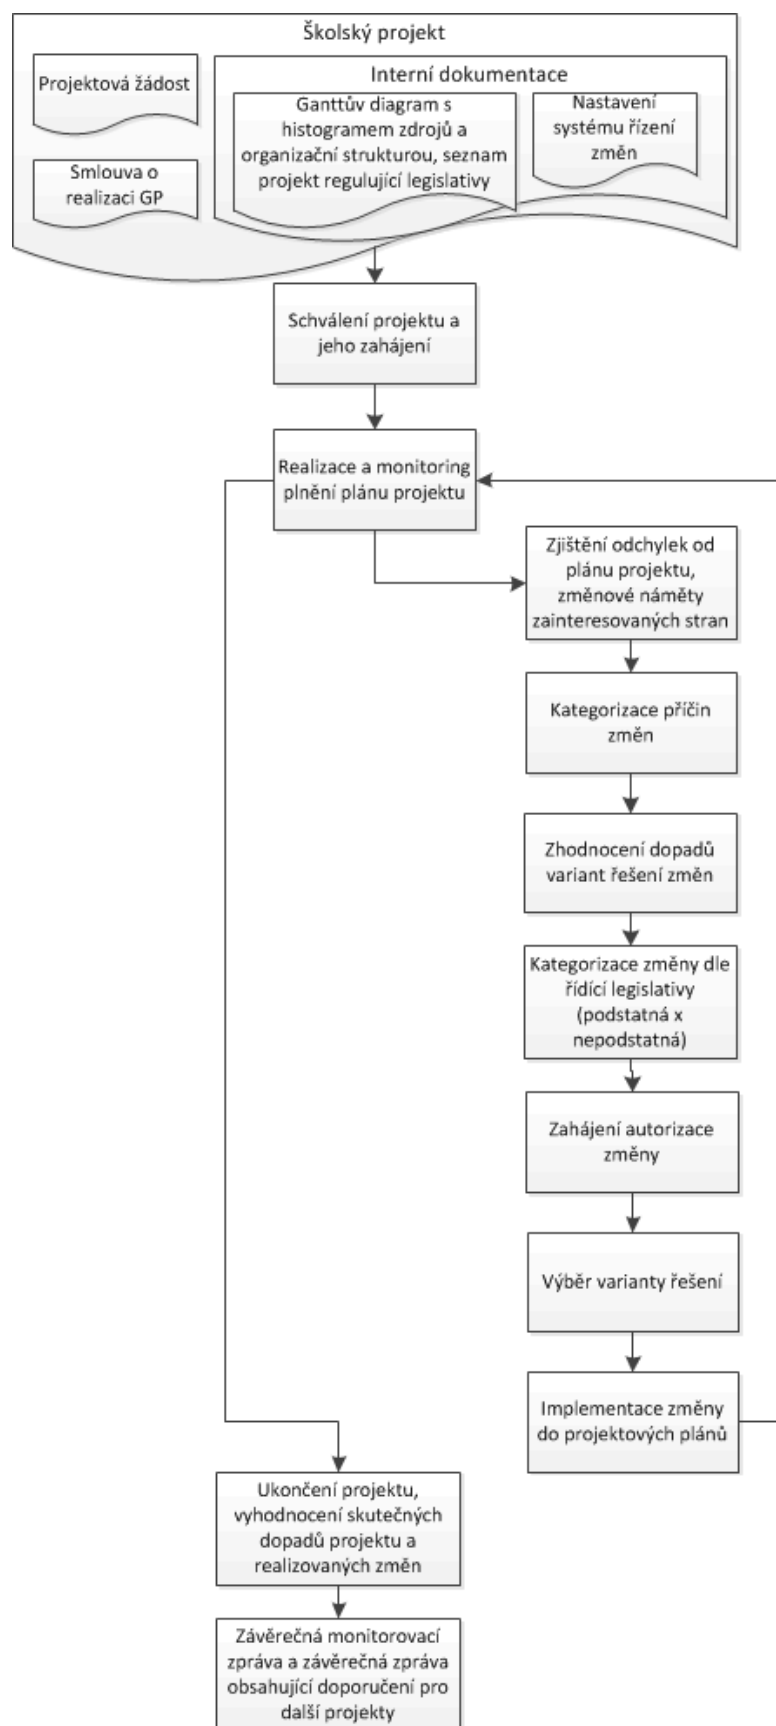 Školský projekt
Projektová žádost
Interní dokumentace
Ganttův diagram s
histogramem zdrojů a
organizační strukturou, seznam
projekt regulující legislativy
Nastavení
systému řízení
změn
Smlouva o
realizaci GP
Schválení projektu a
jeho zahájení
Realizace a monitoring
plnění plánu projektu
Zjištění odchylek od
plánu projektu,
změnové náměty
zainteresovaných stran
Kategorizace příčin
změn
Zhodnocení dopadů
variant řešení změn
Kategorizace změny dle
řídící legislativy
(podstatná x
nepodstatná)
Zahájení autorizace
změny
Výběr varianty řešení
Implementace změny
do projektových plánů
Ukončení projektu,
vyhodnocení skutečných
dopadů projektu a
realizovaných změn
Závěrečná monitorovací
zpráva a závěrečná zpráva
obsahující doporučení pro
další projekty